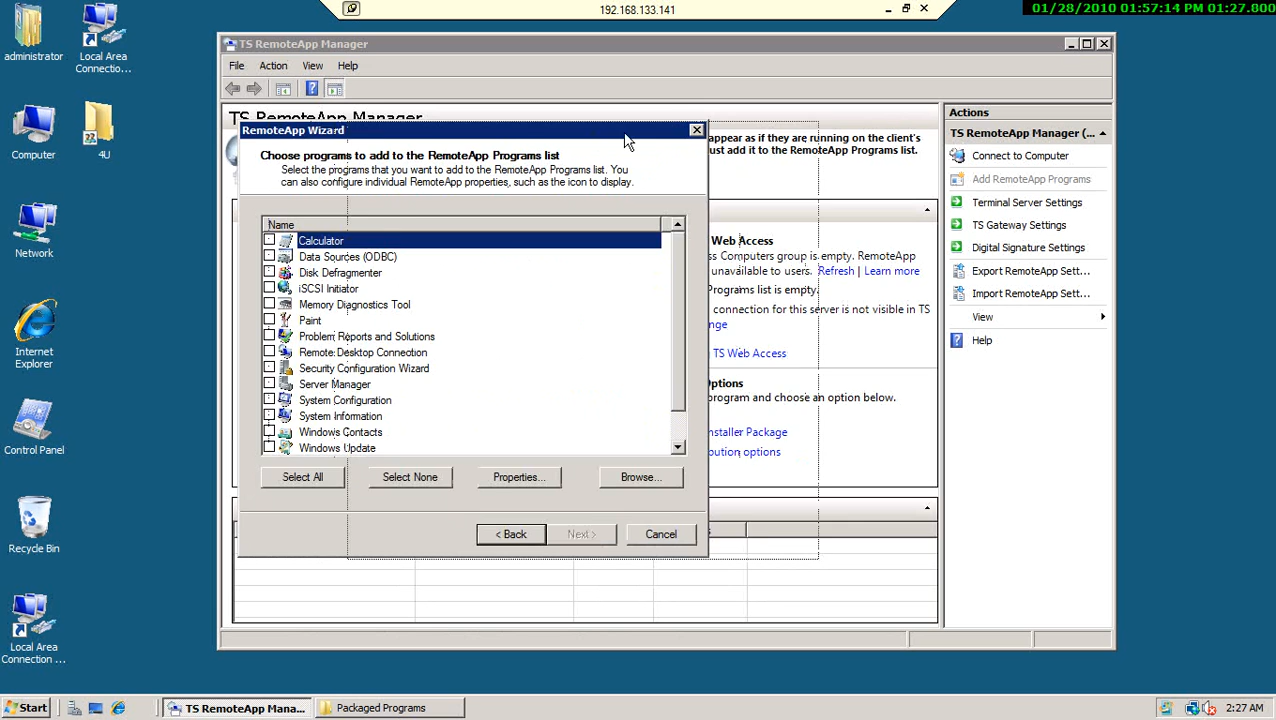 192.168.133.141
01/28/2010 01:57:14 PM 01:27.800
administrator
Local Area
Connectio...
Computer
4U
Network
Internet
Explorer
Control Panel
Recycle Bin
Local Area
Connection ...
TS RemoteApp Manager
File Action View Help
TS RemoteApp Manager
appear as if they are running on the client's
ust add it to the RemoteApp Programs list.
RemoteApp Wizard
Choose programs to add to the RemoteApp Programs list
Select the programs that you want to add to the RemoteApp Programs list. You
can also configure individual RemoteApp properties, such as the icon to display.
Name
Calculator
Data Sources (ODBC)
Disk Defragmenter
iSCSI Initiator
Memory Diagnostics Tool
Paint
Problem Reports and Solutions
Remote Desktop Connection
Security Configuration Wizard
Server Manager
System Configuration
System Information
Windows Contacts
Windows Update
Select All Select None Properties... Browse...
< Back Next > Cancel
Web Access
ss Computers group is empty. RemoteApp
unavailable to users. Refresh | Learn more
Programs list is empty.
connection for this server is not visible in TS
nge
TS Web Access
Options
program and choose an option below.
nstaller Package
bution options
Actions
TS RemoteApp Manager (...
Connect to Computer
Add RemoteApp Programs
Terminal Server Settings
TS Gateway Settings
Digital Signature Settings
Export RemoteApp Sett...
Import RemoteApp Sett...
View
Help
Start
TS RemoteApp Mana...
Packaged Programs
2:27 AM